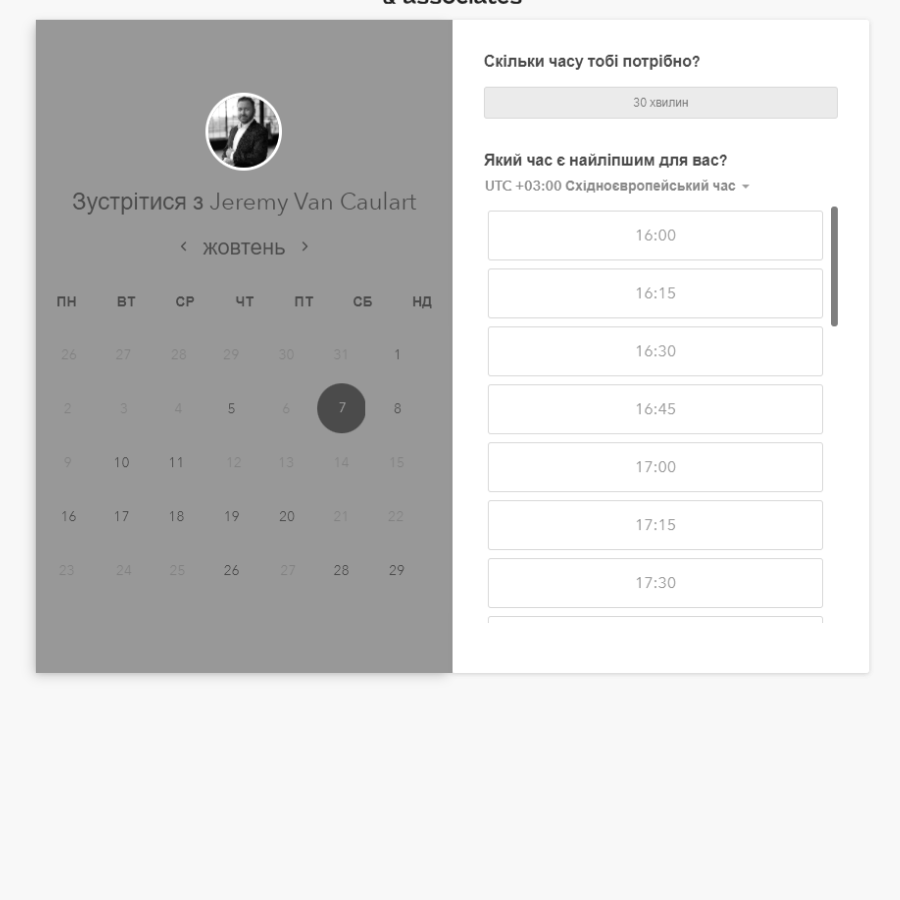 & associates
Зустрітися з Jeremy Van Caulart
жовтень
ПН ВТ СР ЧТ ПТ СБ НД
26 27 28 29 30 31 1
2 3 4 5 6 7 8
9 10 11 12 13 14 15
16 17 18 19 20 21 22
23 24 25 26 27 28 29
Скільки часу тобі потрібно?
30 хвилин
Який час є найліпшим для вас?
UTC +03:00 Східноєвропейський час
16:00
16:15
16:30
16:45
17:00
17:15
17:30